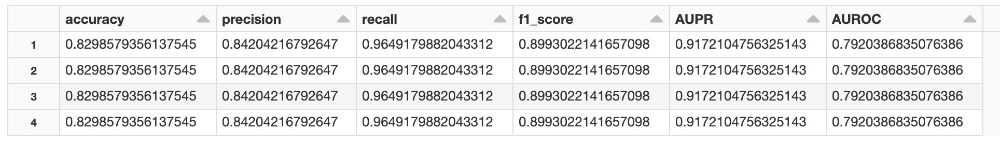 accuracy precision recall f1_score AUPR AUROC
1 0.8298579356137545 0.84204216792647 0.9649179882043312 0.8993022141657098 0.9172104756325143 0.7920386835076386
2 0.8298579356137545 0.84204216792647 0.9649179882043312 0.8993022141657098 0.9172104756325143 0.7920386835076386
3 0.8298579356137545 0.84204216792647 0.9649179882043312 0.8993022141657098 0.9172104756325143 0.7920386835076386
4 0.8298579356137545 0.84204216792647 0.9649179882043312 0.8993022141657098 0.9172104756325143 0.7920386835076386